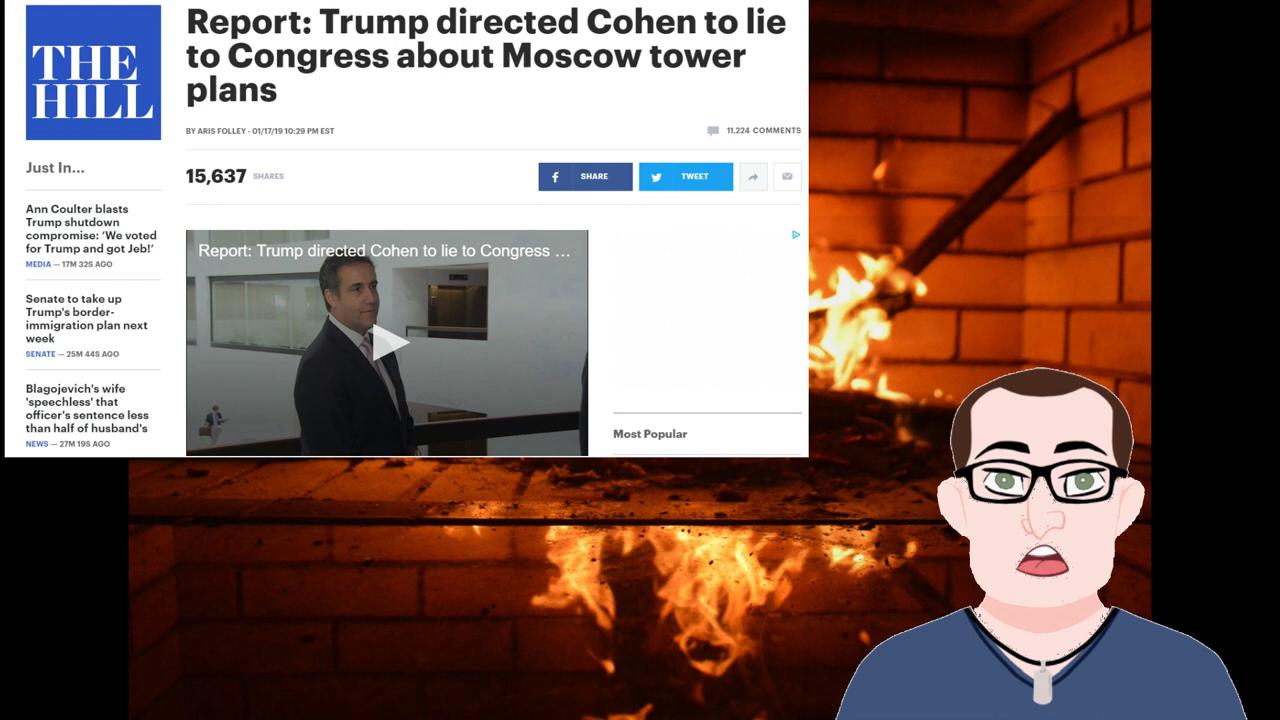 THE
HILL
Report: Trump directed Cohen to lie
to Congress about Moscow tower
plans
BY ARIS FOLLEY - 01/17/19 10:29 PM EST
11,224 COMMENTS
15,637 SHARES
SHARE
TWEET
Just In...
Ann Coulter blasts
Trump shutdown
compromise: ‘We voted
for Trump and got Jeb!’
MEDIA — 17M 32S AGO
Senate to take up
Trump's border-
immigration plan next
week
SENATE — 25M 44S AGO
Blagojevich's wife
'speechless' that
officer's sentence less
than half of husband's
NEWS — 27M 19S AGO
Report: Trump directed Cohen to lie to Congress …
Most Popular